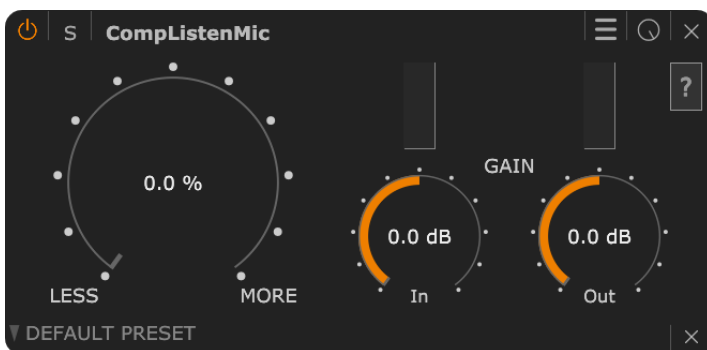 S CompListenMic
?
GAIN
0.0 %
0.0 dB 0.0 dB
LESS MORE In Out
DEFAULT PRESET